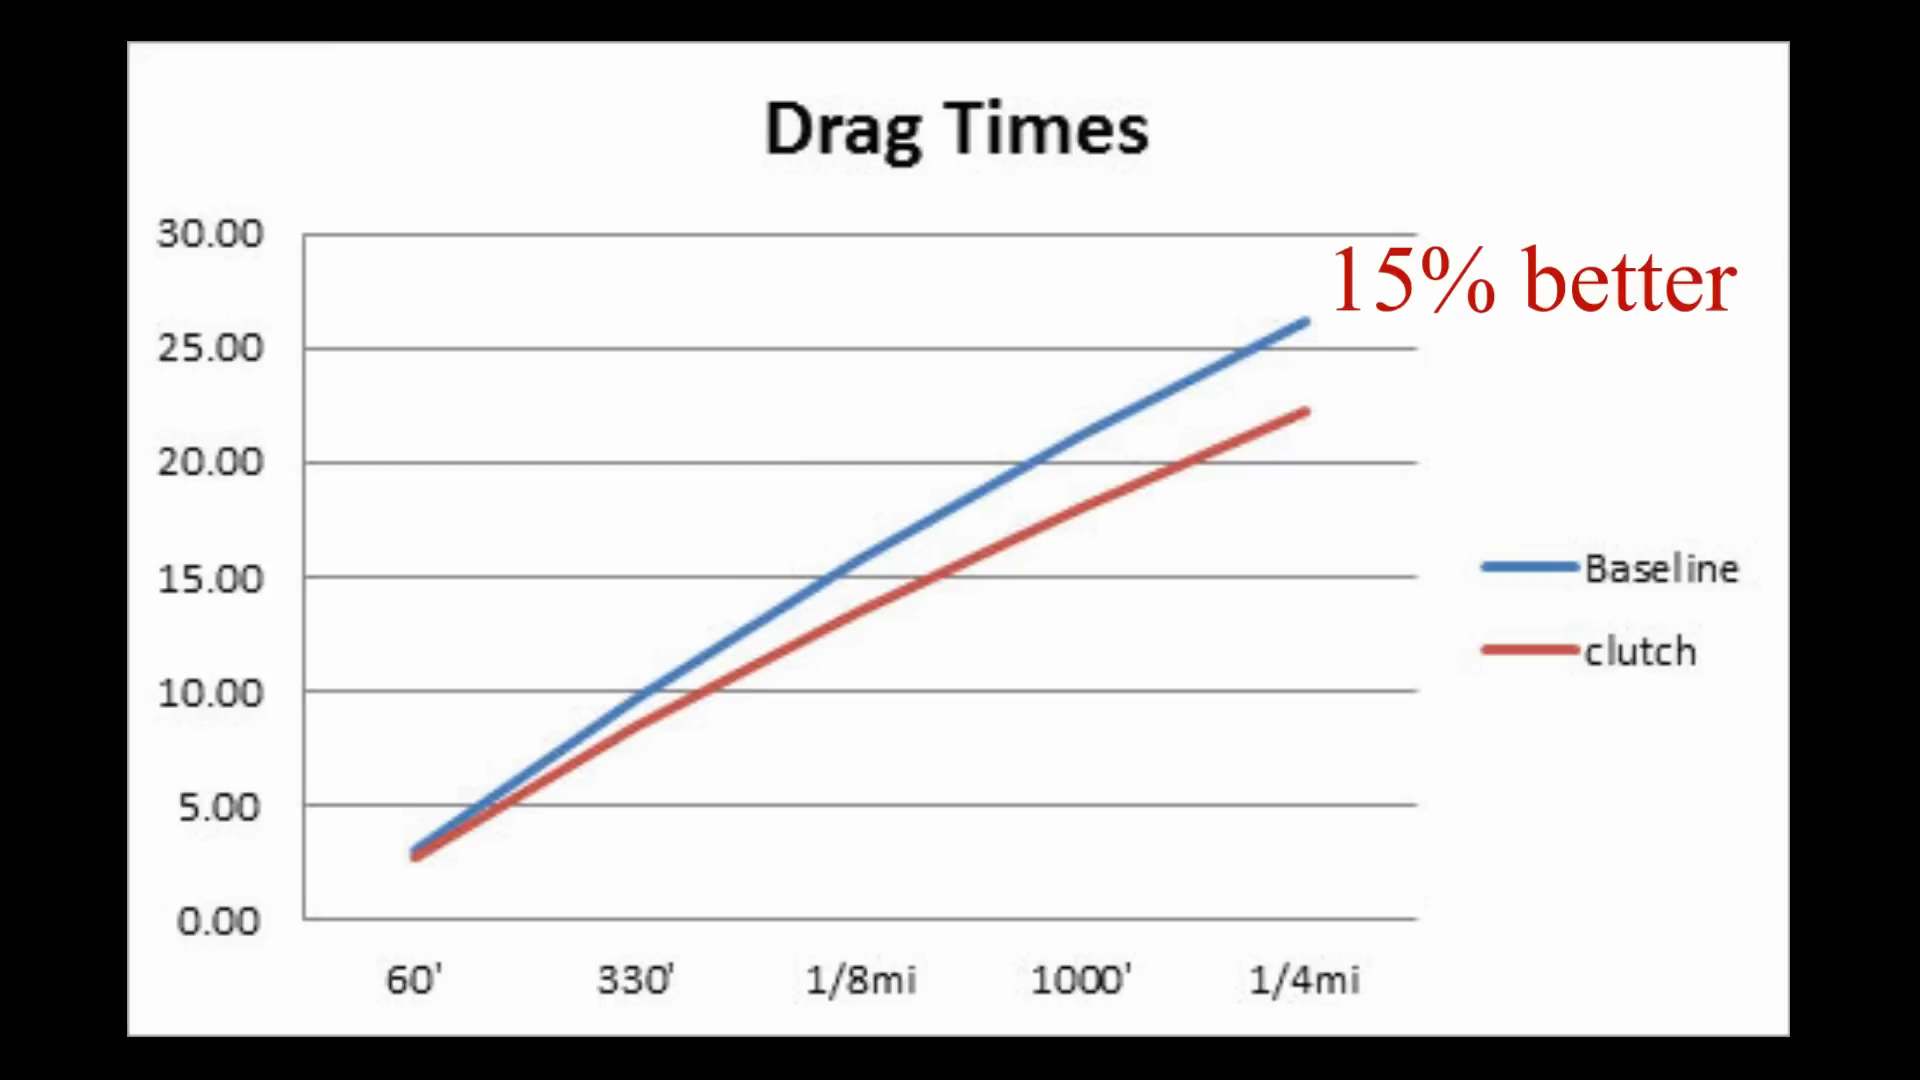 Drag Times
30.00
15% better
25.00
20.00
15.00
Baseline
clutch
10.00
5.00
0.00
60' 330' 1/8mi 1000' 1/4mi